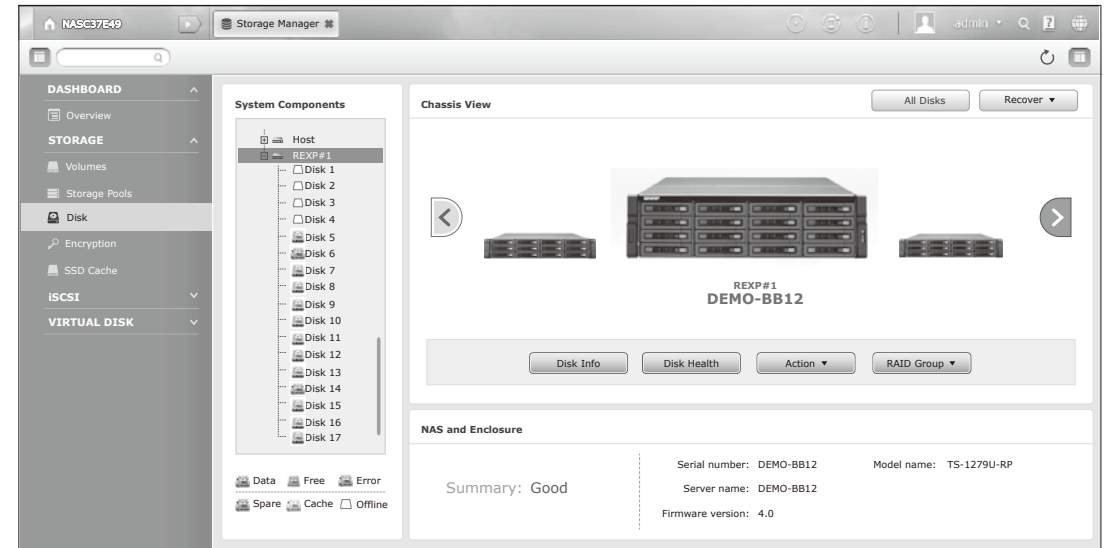 NASC37E49
Storage Manager
admin
DASHBOARD
Overview
STORAGE
Volumes
Storage Pools
Disk
Encryption
SSD Cache
iSCSI
VIRTUAL DISK
System Components
Host
REXP#1
Disk 1
Disk 2
Disk 3
Disk 4
Disk 5
Disk 6
Disk 7
Disk 8
Disk 9
Disk 10
Disk 11
Disk 12
Disk 13
Disk 14
Disk 15
Disk 16
Disk 17
Data Free Error
Spare Cache Offline
Chassis View
All Disks
Recover
REXP#1
DEMO-BB12
Disk Info
Disk Health
Action
RAID Group
NAS and Enclosure
Summary: Good
Serial number: DEMO-BB12
Server name: DEMO-BB12
Firmware version: 4.0
Model name: TS-1279U-RP